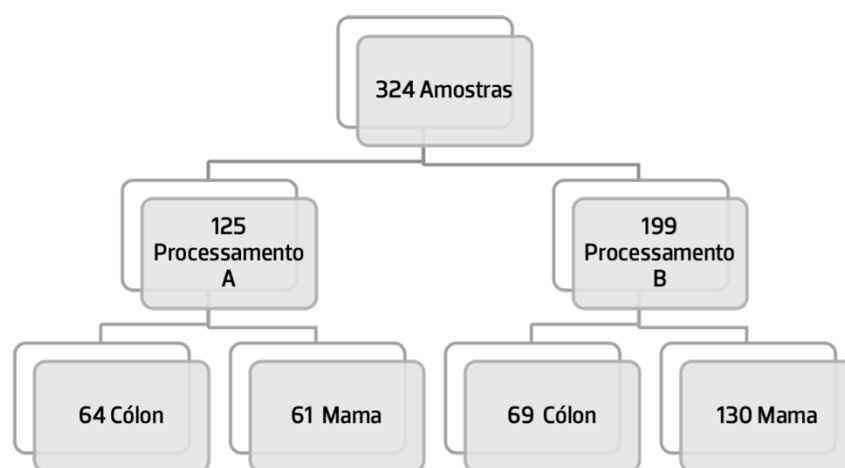 324 Amostras
125
Processamento
A
199
Processamento
B
64 Cólon
61 Mama
69 Cólon
130 Mama